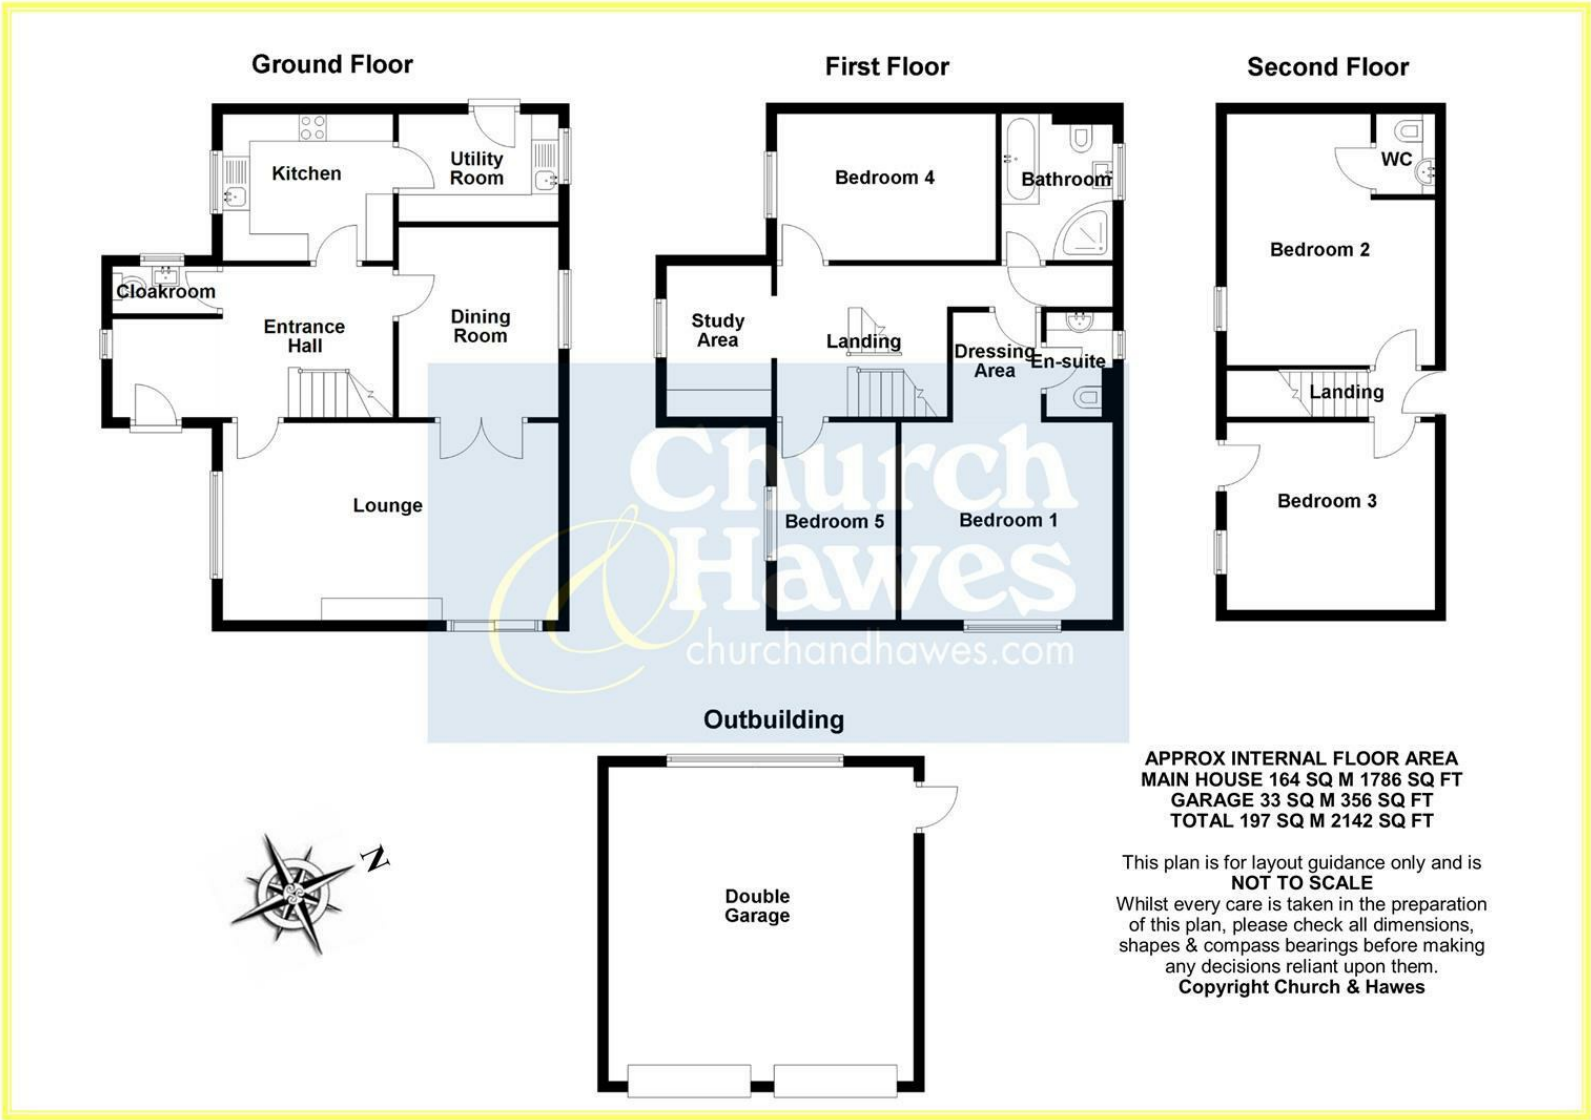 Ground Floor
First Floor
Second Floor
Kitchen
Utility
Room
Cloakroom
Entrance
Hall
Dining
Room
Lounge
Bedroom 4
Bathroom
Study
Area
Landing
Dressing
Area
En-suite
Bedroom 5
Bedroom 1
WC
Bedroom 2
Landing
Bedroom 3
Church
& Hawes
churchandhawes.com
Outbuilding
Double
Garage
N
APPROX INTERNAL FLOOR AREA
MAIN HOUSE 164 SQ M 1786 SQ FT
GARAGE 33 SQ M 356 SQ FT
TOTAL 197 SQ M 2142 SQ FT
This plan is for layout guidance only and is
NOT TO SCALE
Whilst every care is taken in the preparation
of this plan, please check all dimensions,
shapes & compass bearings before making
any decisions reliant upon them.
Copyright Church & Hawes